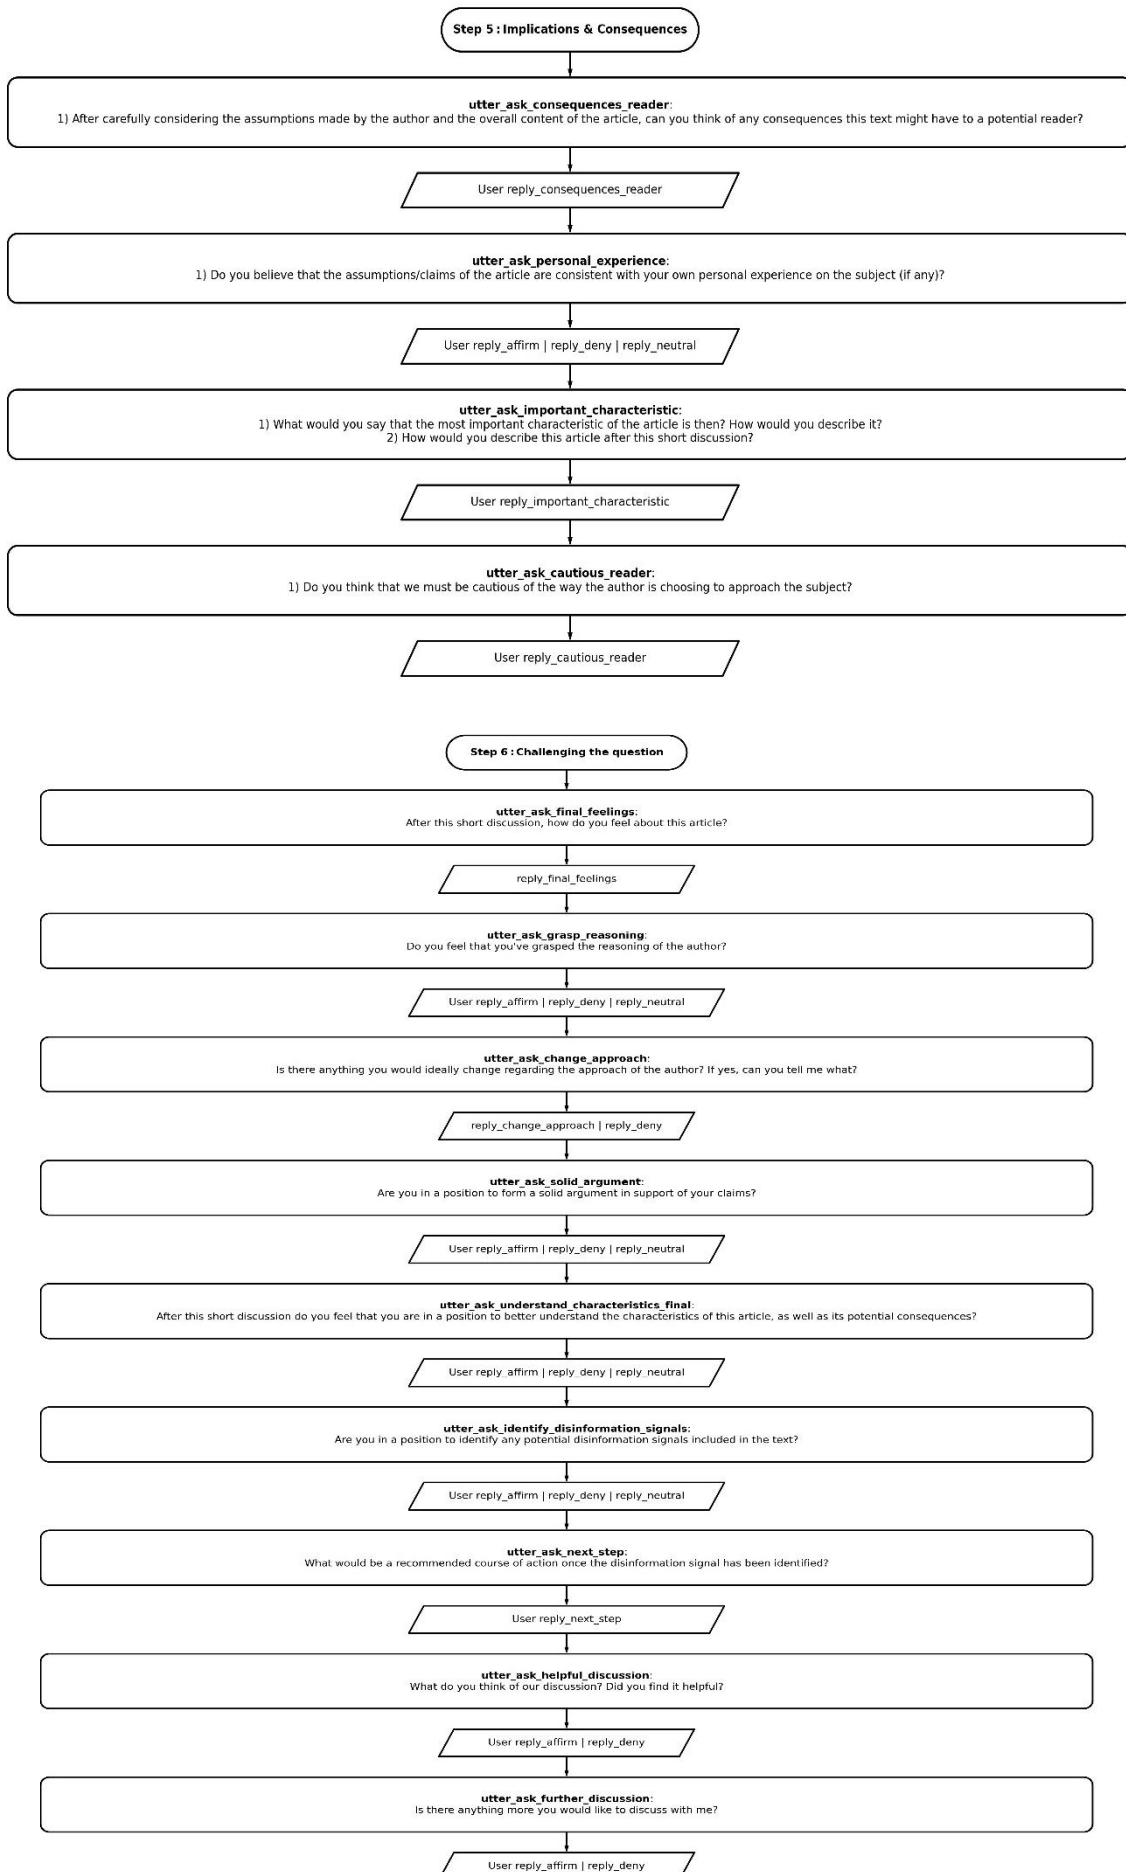 Step 5 : Implications & Consequences
utter_ask_consequences_reader:
1) After carefully considering the assumptions made by the author and the overall content of the article, can you think of any consequences this text might have to a potential reader?
User reply_consequences_reader
utter_ask_personal_experience:
1) Do you believe that the assumptions/claims of the article are consistent with your own personal experience on the subject (if any)?
User reply_affirm | reply_deny | reply_neutral
utter_ask_important_characteristic:
1) What would you say that the most important characteristic of the article is then? How would you describe it?
2) How would you describe this article after this short discussion?
User reply_important_characteristic
utter_ask_cautious_reader:
1) Do you think that we must be cautious of the way the author is choosing to approach the subject?
User reply_cautious_reader
Step 6 : Challenging the question
utter_ask_final_feelings:
After this short discussion, how do you feel about this article?
reply_final_feelings
utter_ask_grasp_reasoning:
Do you feel that you've grasped the reasoning of the author?
User reply_affirm | reply_deny | reply_neutral
utter_ask_change_approach:
Is there anything you would ideally change regarding the approach of the author? If yes, can you tell me what?
reply_change_approach | reply_deny
utter_ask_solid_argument:
Are you in a position to form a solid argument in support of your claims?
User reply_affirm | reply_deny | reply_neutral
utter_ask_understand_characteristics_final:
After this short discussion do you feel that you are in a position to better understand the characteristics of this article, as well as its potential consequences?
User reply_affirm | reply_deny | reply_neutral
utter_ask_identify_disinformation_signals:
Are you in a position to identify any potential disinformation signals included in the text?
User reply_affirm | reply_deny | reply_neutral
utter_ask_next_step:
What would be a recommended course of action once the disinformation signal has been identified?
User reply_next_step
utter_ask_helpful_discussion:
What do you think of our discussion? Did you find it helpful?
User reply_affirm | reply_deny
utter_ask_further_discussion:
Is there anything more you would like to discuss with me?
User reply_affirm | reply_deny